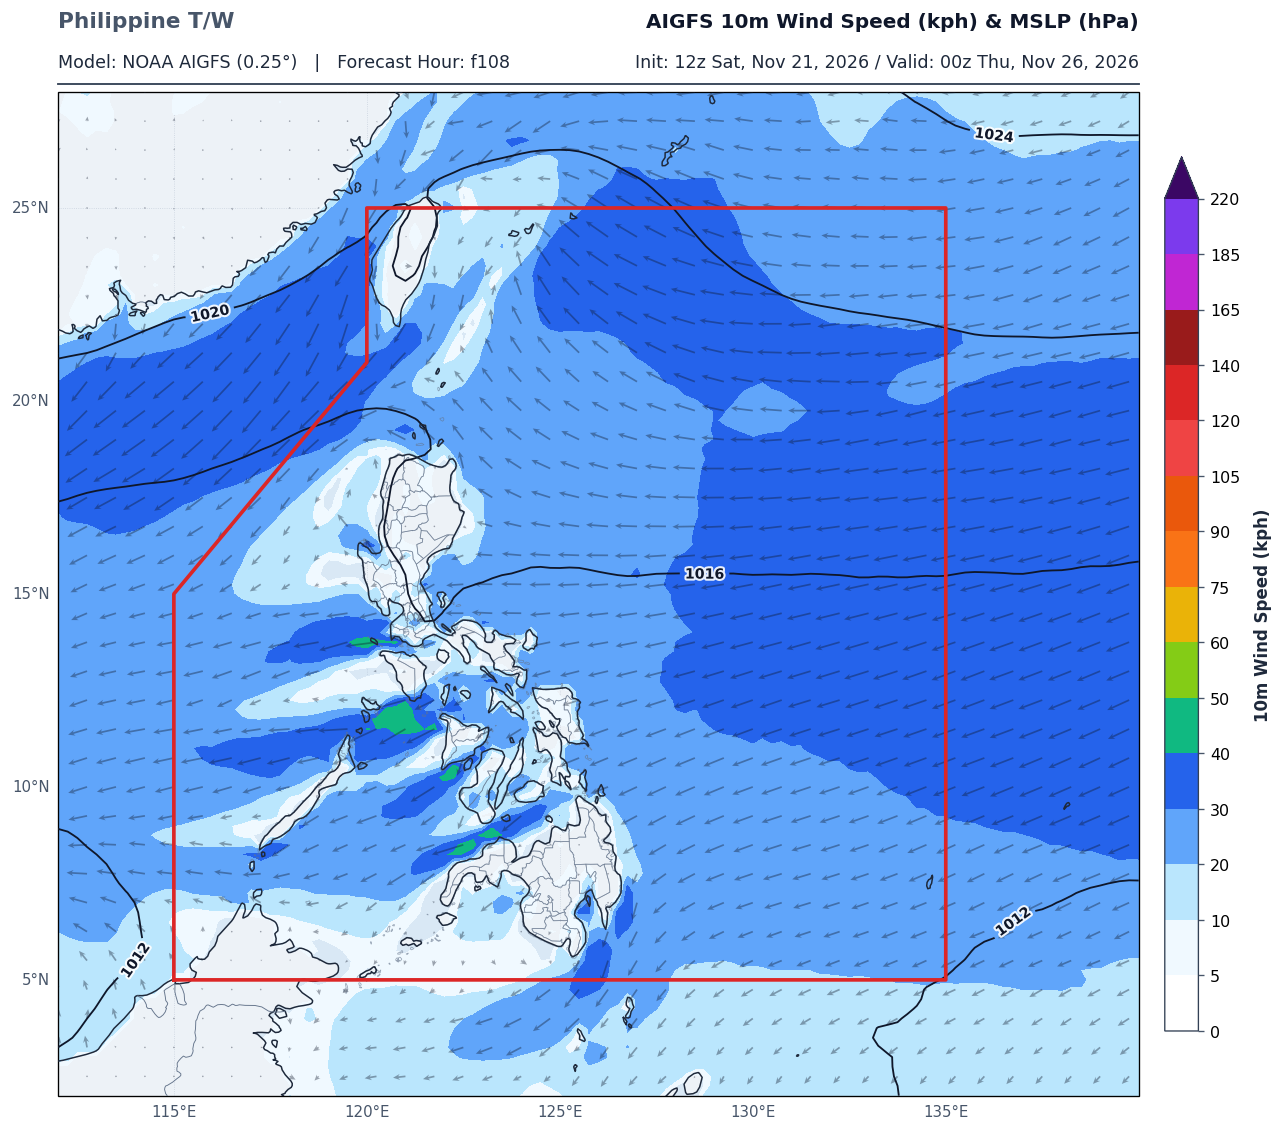 Philippine T/W
AIGFS 10m Wind Speed (kph) & MSLP (hPa)
Model: NOAA AIGFS (0.25°)   |   Forecast Hour: f108
Init: 12z Sat, Nov 21, 2026 / Valid: 00z Thu, Nov 26, 2026
1024
220
25°N
185
165
1020
140
20°N
120
105
90
1016
75
15°N
60
50
40
10°N
30
20
10
1012
1012
5°N
5
0
10m Wind Speed (kph)
115°E
120°E
125°E
130°E
135°E